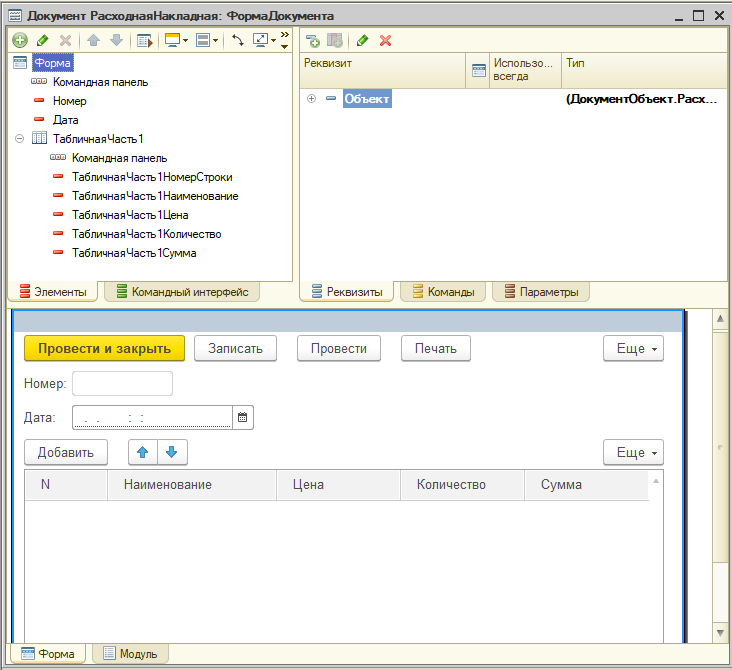 Документ РасходнаяНакладная: ФормаДокумента
Форма
Командная панель
Номер
Дата
ТабличнаяЧасть1
Командная панель
ТабличнаяЧасть1НомерСтроки
ТабличнаяЧасть1Наименование
ТабличнаяЧасть1Цена
ТабличнаяЧасть1Количество
ТабличнаяЧасть1Сумма
Элементы Командный интерфейс
Реквизит Использо... всегда Тип
Объект (ДокументОбъект.Расх...
Реквизиты Команды Параметры
Провести и закрыть Записать Провести Печать Еще
Номер:
Дата: . . : :
Добавить Еще
N Наименование Цена Количество Сумма
Форма Модуль